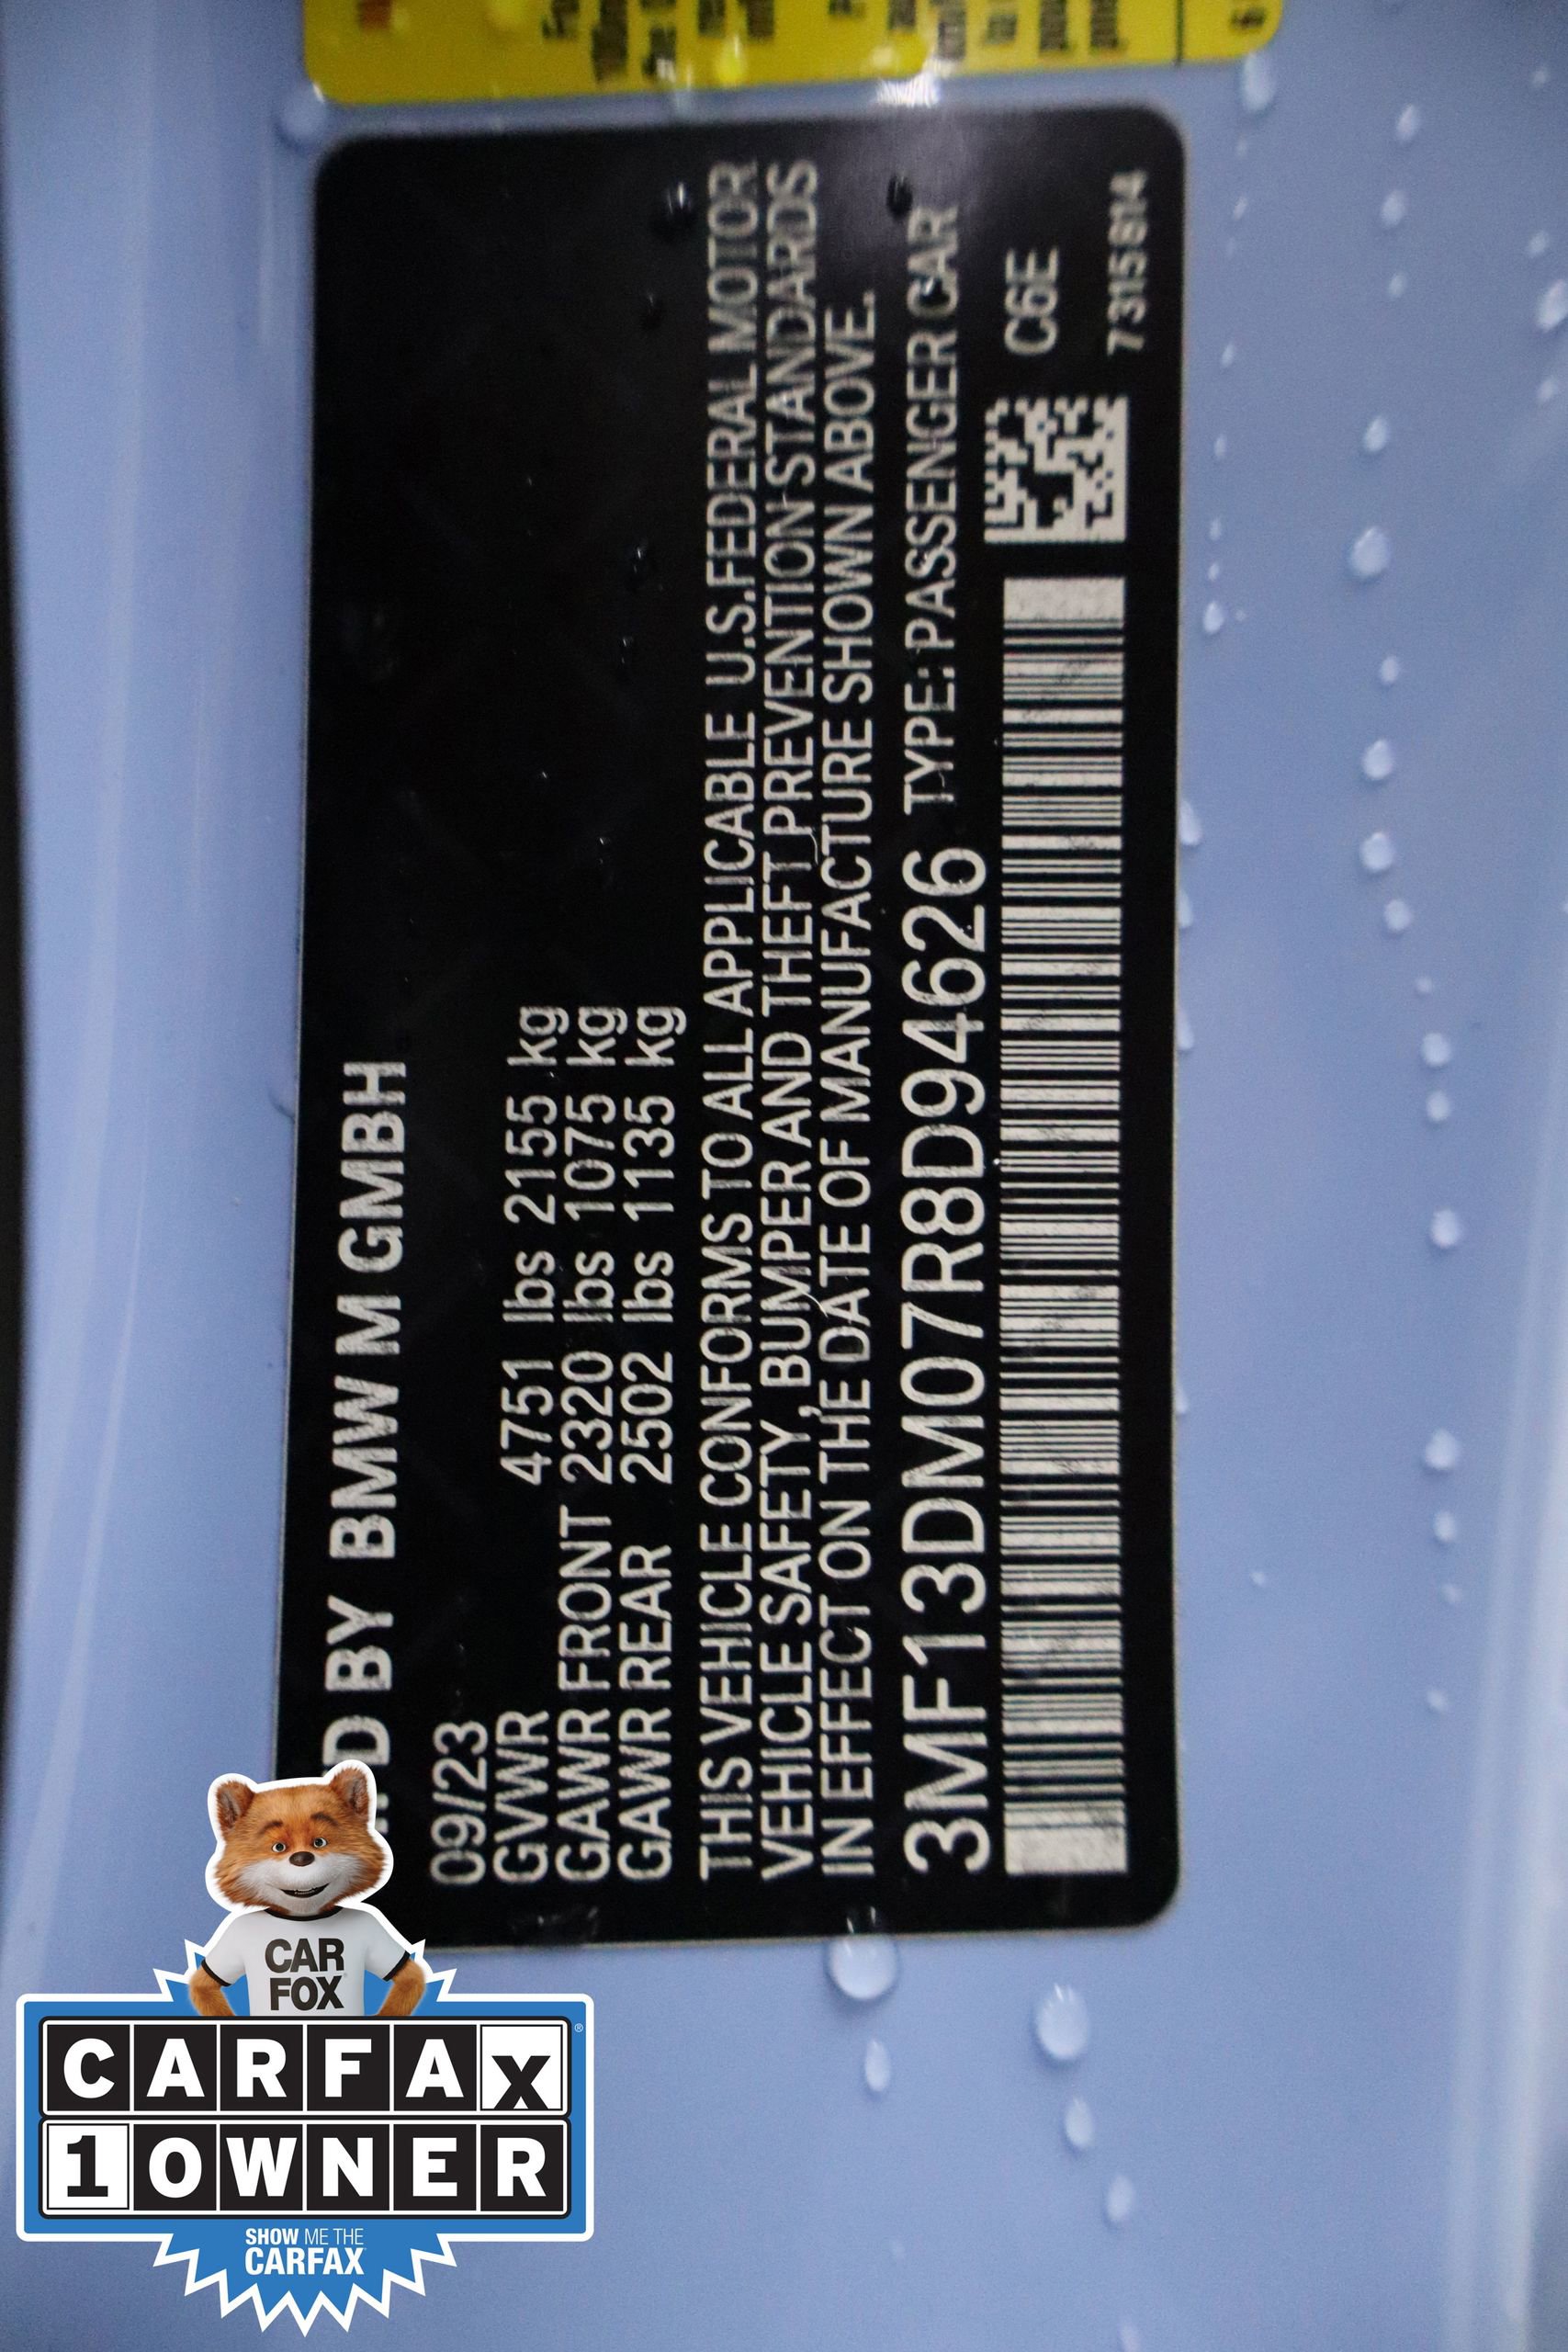 D BY BMW M GMBH
09/23
GVWR 4751 lbs 2155 kg
GAWR FRONT 2320 lbs 1075 kg
GAWR REAR 2502 lbs 1135 kg
THIS VEHICLE CONFORMS TO ALL APPLICABLE U.S.FEDERAL MOTOR
VEHICLE SAFETY, BUMPER AND THEFT PREVENTION STANDARDS
IN EFFECT ON THE DATE OF MANUFACTURE SHOWN ABOVE.
3MF13DM07R8D94626 TYPE: PASSENGER CAR
C6E
7315614
CAR
FOX
CARFAX
1 OWNER
SHOW ME THE
CARFAX